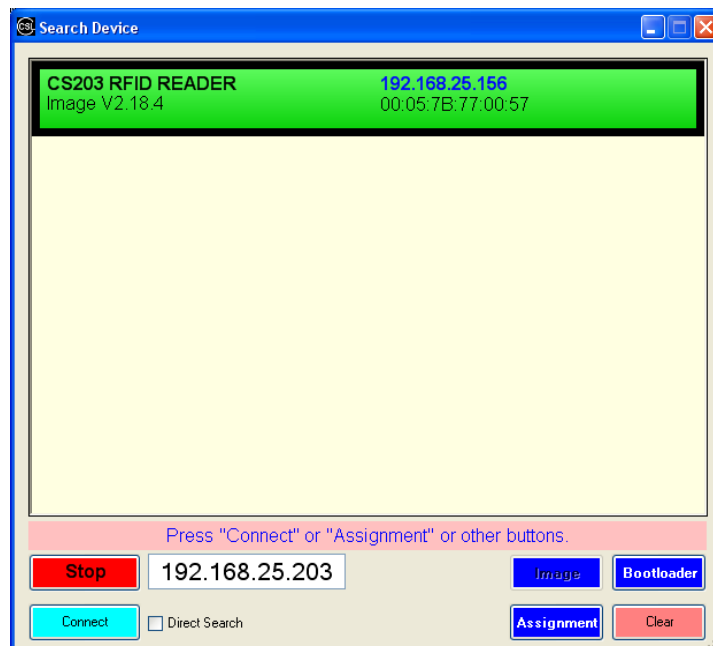 CSL Search Device
CS203 RFID READER 192.168.25.156
Image V2.18.4 00:05:7B:77:00:57
Press "Connect" or "Assignment" or other buttons.
Stop 192.168.25.203 Image Bootloader
Connect Direct Search Assignment Clear